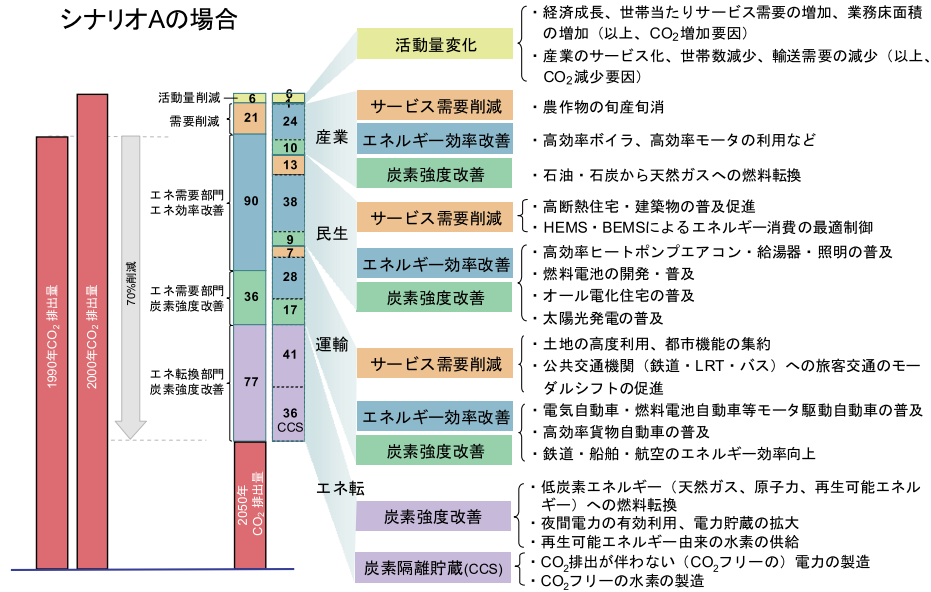 シナリオAの場合
活動量変化
・経済成長、世帯当たりサービス需要の増加、業務床面積
の増加（以上、CO2増加要因）
・産業のサービス化、世帯数減少、輸送需要の減少（以上、
CO2減少要因）
活動量削減
需要削減
エネ需要部門
エネ効率改善
エネ需要部門
炭素強度改善
エネ転換部門
炭素強度改善
1990年CO2 排出量
2000年CO2 排出量
70%削減
6
21
90
36
77
2050年
CO2 排出量
6
1
24
10
13
38
9
7
28
17
41
36
CCS
産業
サービス需要削減
・農作物の旬産旬消
エネルギー効率改善
・高効率ボイラ、高効率モータの利用など
炭素強度改善
・石油・石炭から天然ガスへの燃料転換
民生
サービス需要削減
・高断熱住宅・建築物の普及促進
・HEMS・BEMSによるエネルギー消費の最適制御
エネルギー効率改善
炭素強度改善
・高効率ヒートポンプエアコン・給湯器・照明の普及
・燃料電池の開発・普及
・オール電化住宅の普及
・太陽光発電の普及
運輸
サービス需要削減
・土地の高度利用、都市機能の集約
・公共交通機関（鉄道・LRT・バス）への旅客交通のモー
ダルシフトの促進
エネルギー効率改善
炭素強度改善
・電気自動車・燃料電池自動車等モータ駆動自動車の普及
・高効率貨物自動車の普及
・鉄道・船舶・航空のエネルギー効率向上
エネ転
炭素強度改善
・低炭素エネルギー（天然ガス、原子力、再生可能エネル
ギー）への燃料転換
・夜間電力の有効利用、電力貯蔵の拡大
・再生可能エネルギー由来の水素の供給
炭素隔離貯蔵(CCS)
・CO2排出が伴わない（CO2フリーの）電力の製造
・CO2フリーの水素の製造